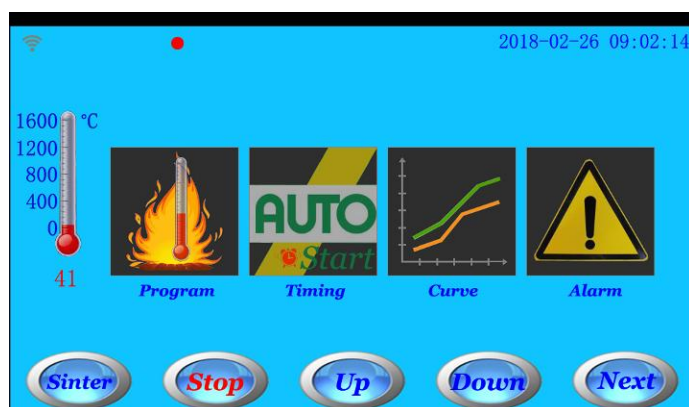 2018-02-26 09:02:14
1600 °C
1200
800
400
0
41
AUTO
Start
Program Timing Curve Alarm
Sinter Stop Up Down Next